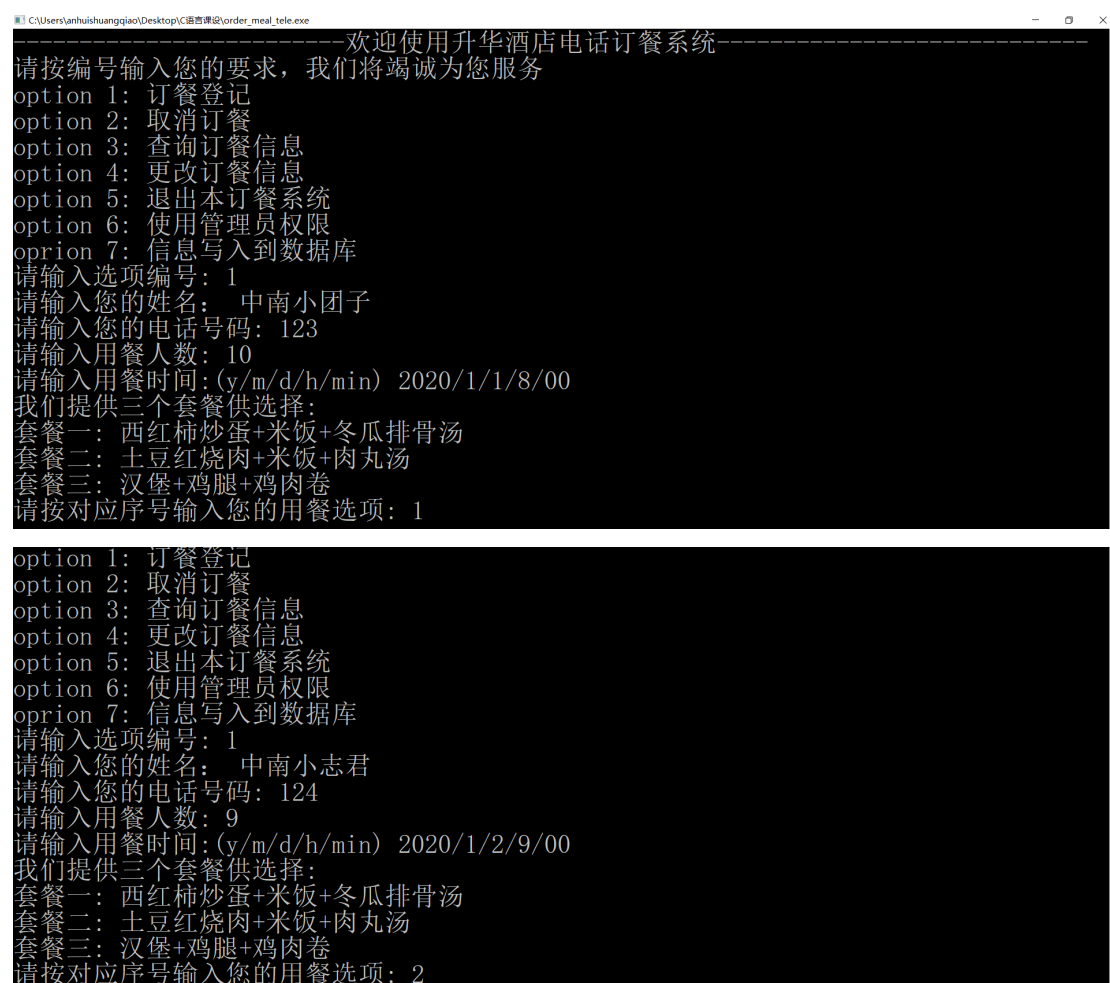 C:\Users\anhuishuangqiao\Desktop\C语言课设\order_meal_tele.exe
-------------------------欢迎使用升华酒店电话订餐系统----------------------------
请按编号输入您的要求，我们将竭诚为您服务
option 1: 订餐登记
option 2: 取消订餐
option 3: 查询订餐信息
option 4: 更改订餐信息
option 5: 退出本订餐系统
option 6: 使用管理员权限
oprion 7: 信息写入到数据库
请输入选项编号: 1
请输入您的姓名： 中南小团子
请输入您的电话号码: 123
请输入用餐人数: 10
请输入用餐时间:(y/m/d/h/min) 2020/1/1/8/00
我们提供三个套餐供选择:
套餐一: 西红柿炒蛋+米饭+冬瓜排骨汤
套餐二: 土豆红烧肉+米饭+肉丸汤
套餐三: 汉堡+鸡腿+鸡肉卷
请按对应序号输入您的用餐选项: 1
option 1: 订餐登记
option 2: 取消订餐
option 3: 查询订餐信息
option 4: 更改订餐信息
option 5: 退出本订餐系统
option 6: 使用管理员权限
oprion 7: 信息写入到数据库
请输入选项编号: 1
请输入您的姓名： 中南小志君
请输入您的电话号码: 124
请输入用餐人数: 9
请输入用餐时间:(y/m/d/h/min) 2020/1/2/9/00
我们提供三个套餐供选择:
套餐一: 西红柿炒蛋+米饭+冬瓜排骨汤
套餐二: 土豆红烧肉+米饭+肉丸汤
套餐三: 汉堡+鸡腿+鸡肉卷
请按对应序号输入您的用餐选项: 2